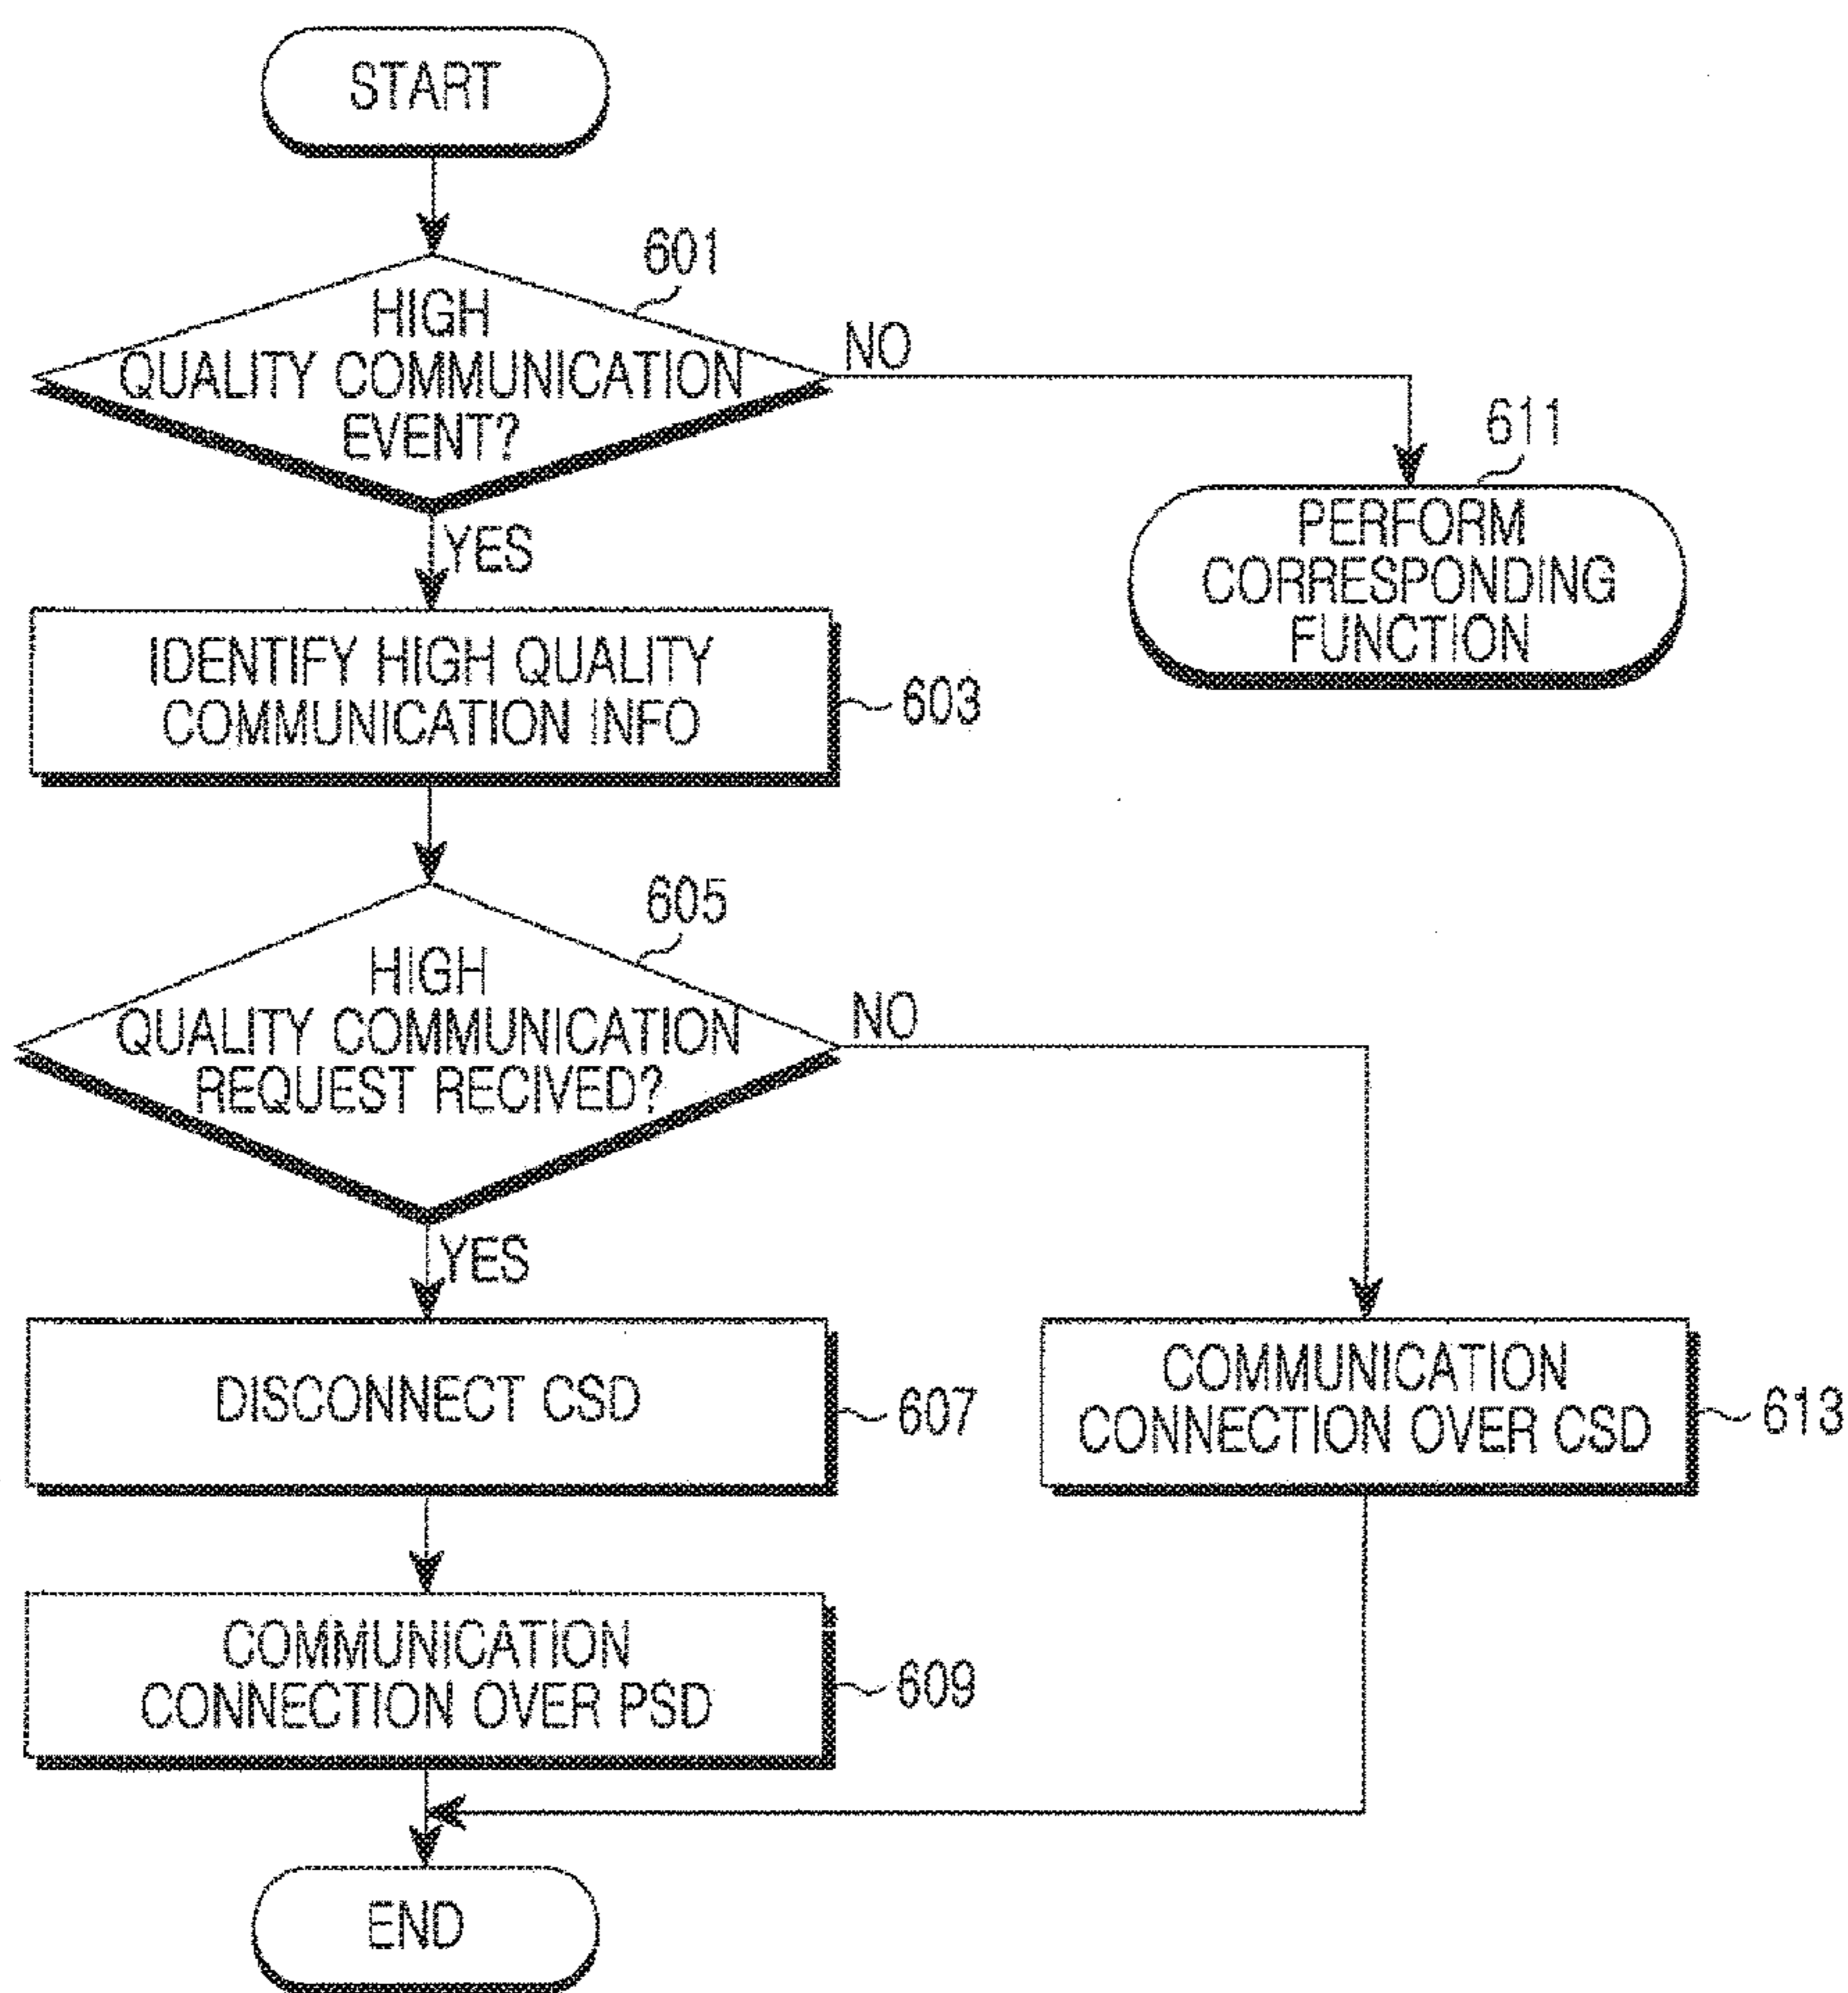 START
601
HIGH
QUALITY COMMUNICATION
EVENT?
NO
611
PERFORM
CORRESPONDING
FUNCTION
YES
IDENTIFY HIGH QUALITY
COMMUNICATION INFO
603
605
HIGH
QUALITY COMMUNICATION
REQUEST RECIVED?
NO
YES
DISCONNECT CSD
607
COMMUNICATION
CONNECTION OVER CSD
613
COMMUNICATION
CONNECTION OVER PSD
609
END